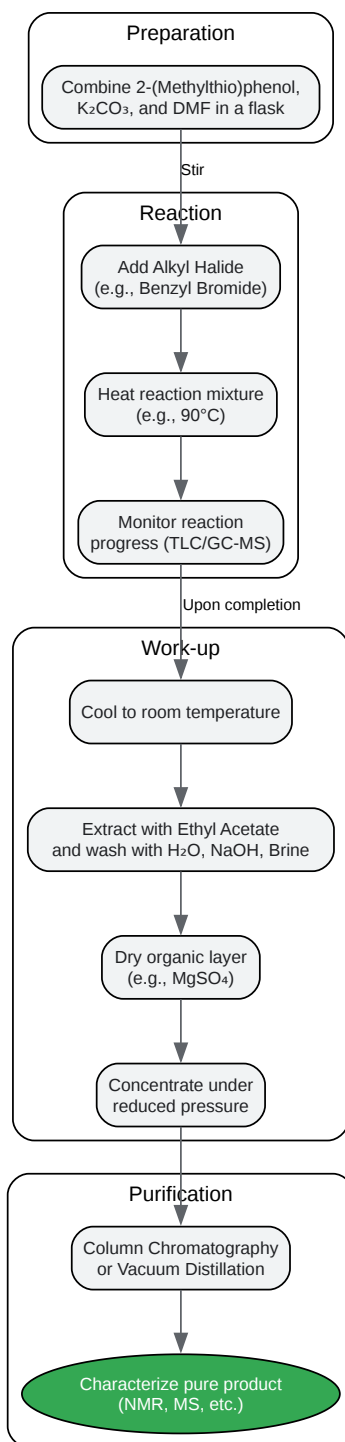 Preparation
Combine 2-(Methylthio)phenol,
K₂CO₃, and DMF in a flask
Stir
Reaction
Add Alkyl Halide
(e.g., Benzyl Bromide)
Heat reaction mixture
(e.g., 90°C)
Monitor reaction
progress (TLC/GC-MS)
Upon completion
Work-up
Cool to room temperature
Extract with Ethyl Acetate
and wash with H₂O, NaOH, Brine
Dry organic layer
(e.g., MgSO₄)
Concentrate under
reduced pressure
Purification
Column Chromatography
or Vacuum Distillation
Characterize pure product
(NMR, MS, etc.)